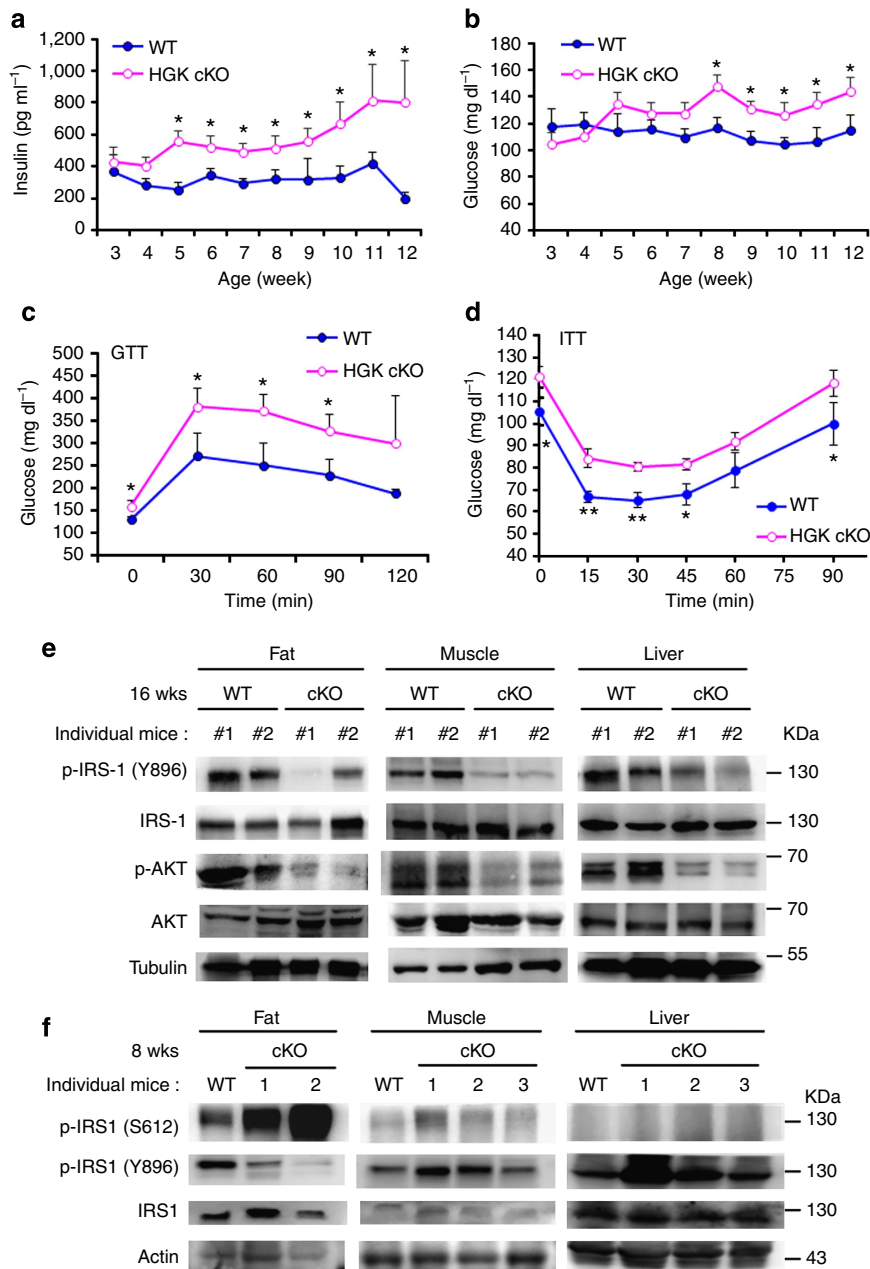 a
Insulin (pg ml⁻¹)
1,200
1,000
800
600
400
200
0
WT
HGK cKO
* * * * * * * *
3 4 5 6 7 8 9 10 11 12
Age (week)
b
Glucose (mg dl⁻¹)
180
160
140
120
100
80
60
40
WT
HGK cKO
* * * * *
3 4 5 6 7 8 9 10 11 12
Age (week)
c
GTT
Glucose (mg dl⁻¹)
500
450
400
350
300
250
200
150
100
50
WT
HGK cKO
* * * *
0 30 60 90 120
Time (min)
d
ITT
Glucose (mg dl⁻¹)
140
130
120
110
100
90
80
70
60
50
40
* ** ** * *
WT
HGK cKO
0 15 30 45 60 75 90
Time (min)
e
Fat Muscle Liver
16 wks WT cKO WT cKO WT cKO
Individual mice : #1 #2 #1 #2 #1 #2 #1 #2 #1 #2 #1 #2 KDa
p-IRS-1 (Y896) 130
IRS-1 130
p-AKT 70
AKT 70
Tubulin 55
f
Fat Muscle Liver
8 wks cKO cKO cKO
Individual mice : WT 1 2 WT 1 2 3 WT 1 2 3 KDa
p-IRS1 (S612) 130
p-IRS1 (Y896) 130
IRS1 130
Actin 43